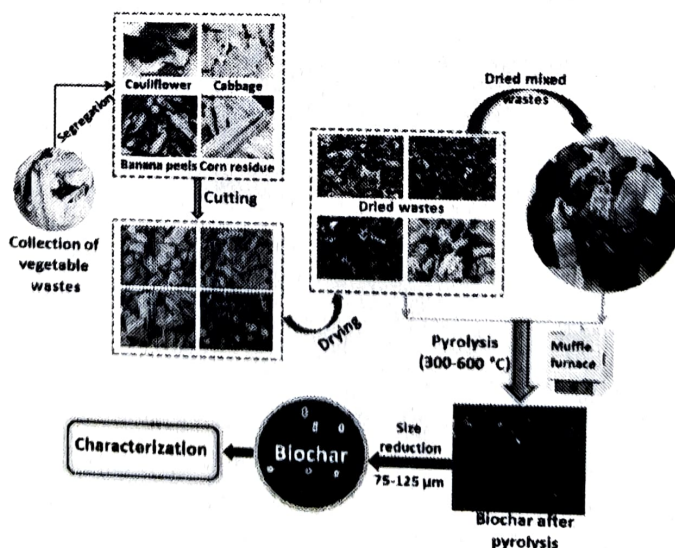 Segregation
Cauliflower
Cabbage
Banana peels
Corn residue
Collection of
vegetable
wastes
Cutting
Drying
Dried wastes
Dried mixed
wastes
Pyrolysis
(300-600 °C)
Muffle
furnace
Biochar after
pyrolysis
Size
reduction
75-125 µm
Biochar
Characterization